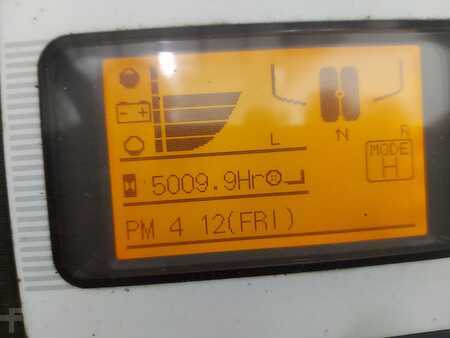 L N R
MODE
H
5009.9Hr
PM 4 12(FRI)